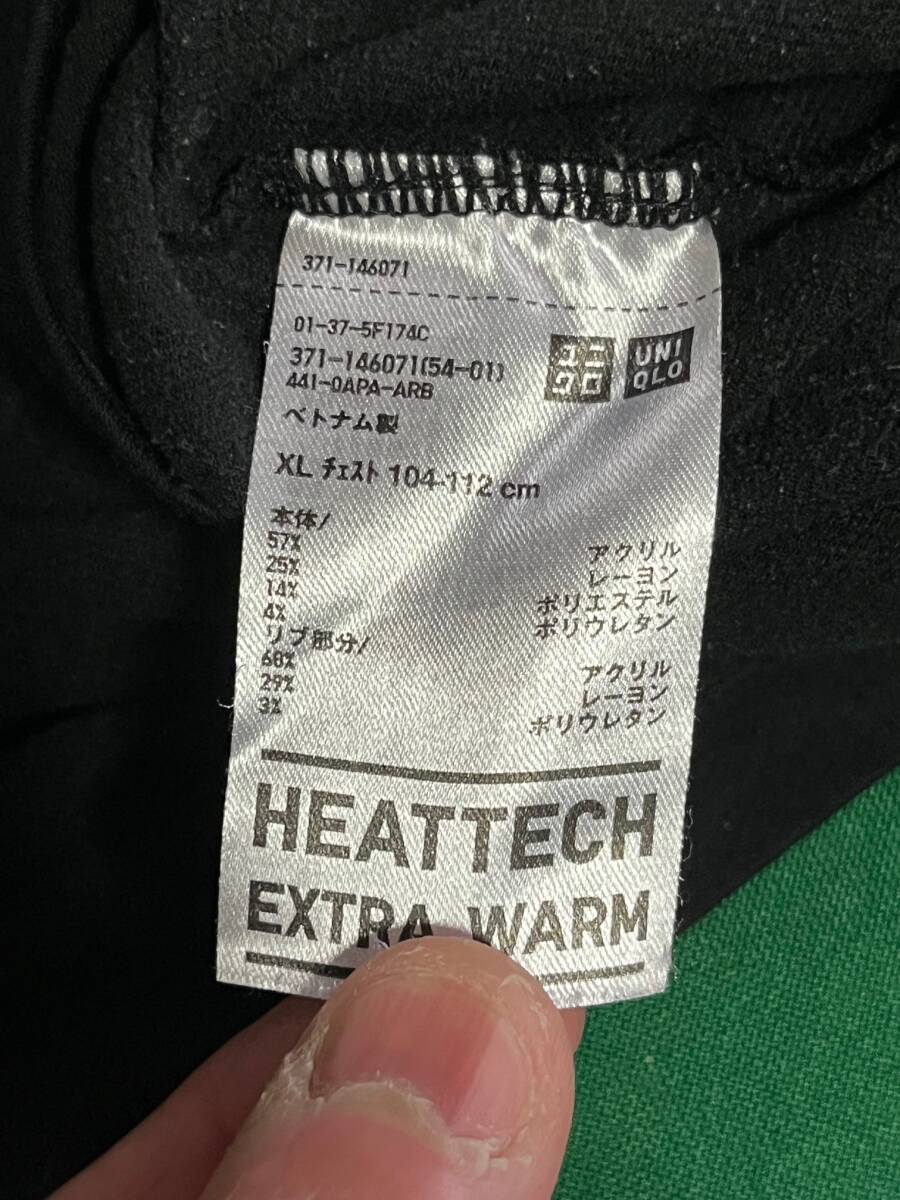 371-146071
01-37-5F174C
371-146071(54-01)
441-0APA-ARB
ユニ
クロ
UNI
QLO
ベトナム製
XL チェスト 104-112 cm
本体/
57% アクリル
25% レーヨン
14% ポリエステル
4% ポリウレタン
リブ部分/
68% アクリル
29% レーヨン
3% ポリウレタン
HEATTECH
EXTRA WARM